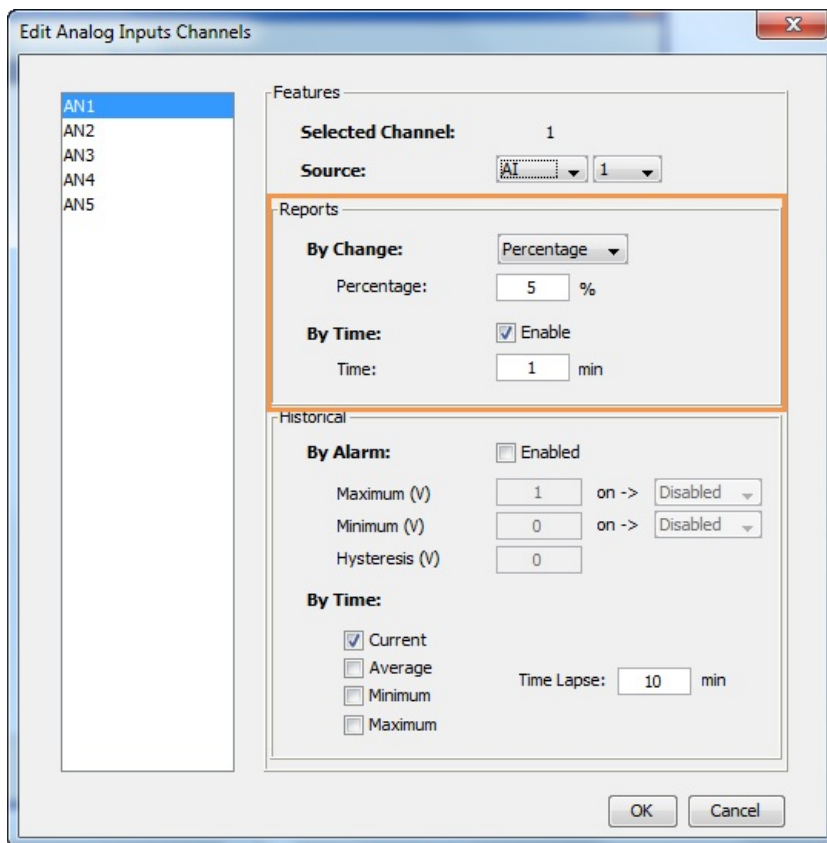 Edit Analog Inputs Channels
AN1
AN2
AN3
AN4
AN5
Features
Selected Channel: 1
Source: AI 1
Reports
By Change: Percentage
Percentage: 5 %
By Time: Enable
Time: 1 min
Historical
By Alarm: Enabled
Maximum (V) 1 on -> Disabled
Minimum (V) 0 on -> Disabled
Hysteresis (V) 0
By Time:
Current
Average
Time Lapse: 10 min
Minimum
Maximum
OK Cancel